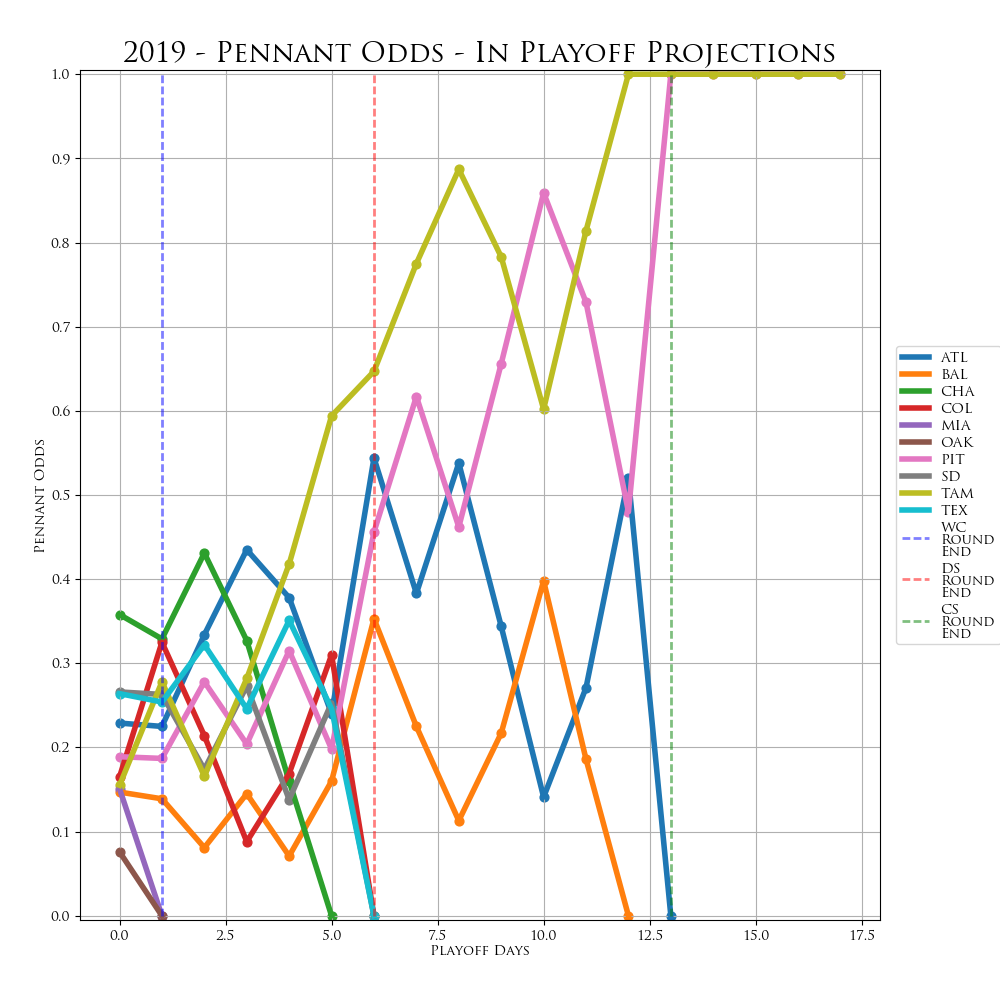 2019 - Pennant Odds - In Playoff Projections
1.0
0.9
0.8
0.7
0.6
0.5
0.4
0.3
0.2
0.1
0.0
Pennant Odds
0.0 2.5 5.0 7.5 10.0 12.5 15.0 17.5
Playoff Days
ATL
BAL
CHA
COL
MIA
OAK
PIT
SD
TAM
TEX
WC
Round
End
DS
Round
End
CS
Round
End